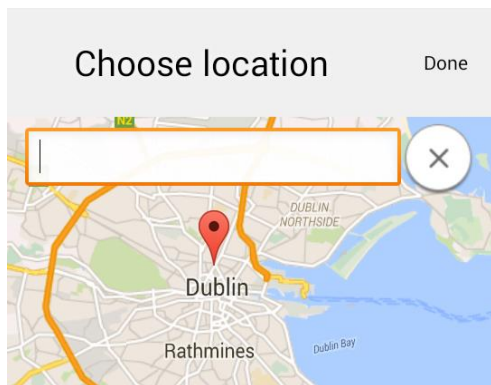 Choose location
Done
N2
DUBLIN
NORTHSIDE
Dublin
Rathmines
Dublin Bay